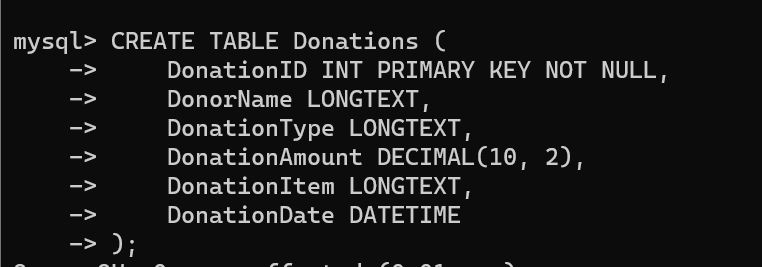 mysql> CREATE TABLE Donations (
    ->     DonationID INT PRIMARY KEY NOT NULL,
    ->     DonorName LONGTEXT,
    ->     DonationType LONGTEXT,
    ->     DonationAmount DECIMAL(10, 2),
    ->     DonationItem LONGTEXT,
    ->     DonationDate DATETIME
    -> );